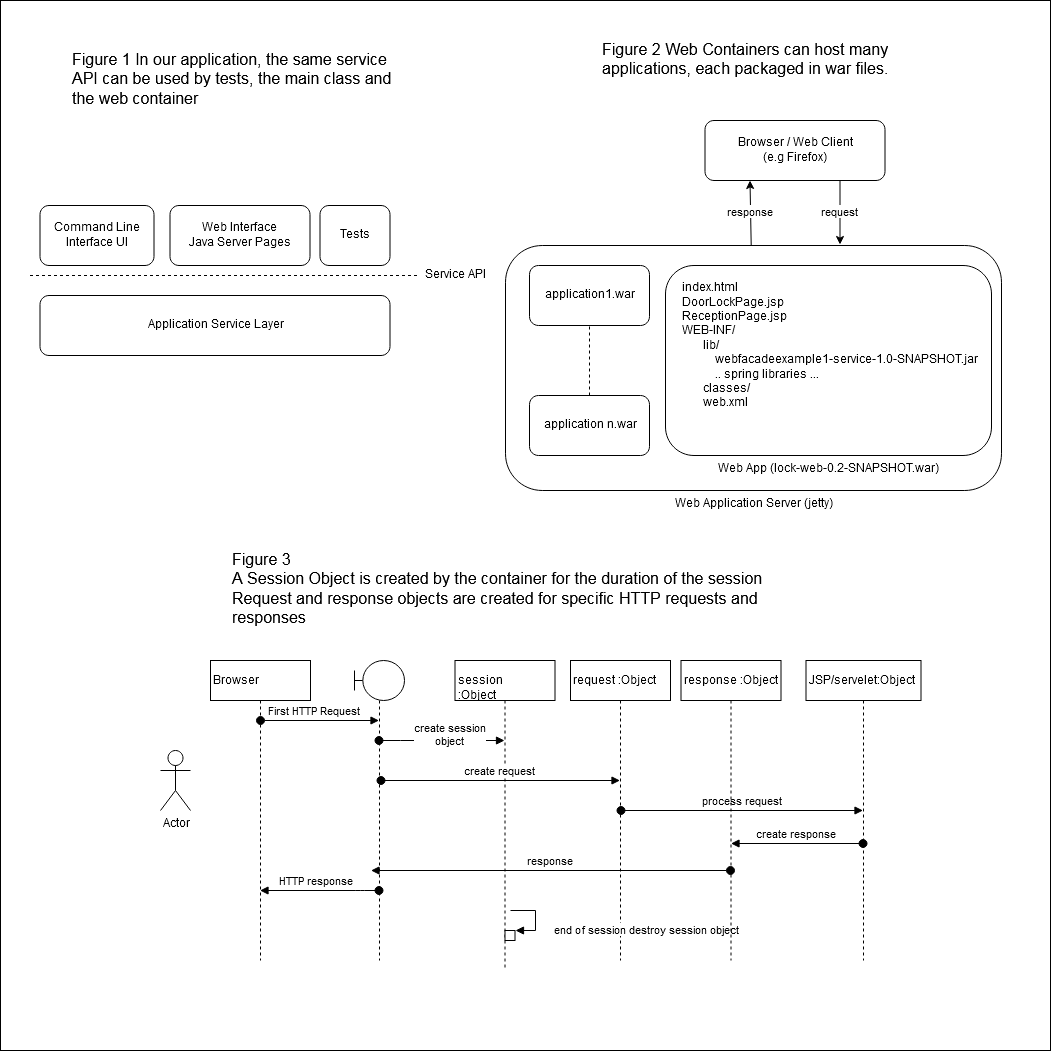 Figure 1 In our application, the same service
API can be used by tests, the main class and
the web container
Command Line
Interface UI
Web Interface
Java Server Pages
Tests
Service API
Application Service Layer
Figure 2 Web Containers can host many
applications, each packaged in war files.
Browser / Web Client
(e.g Firefox)
response
request
application1.war
application n.war
index.html
DoorLockPage.jsp
ReceptionPage.jsp
WEB-INF/
lib/
webfacadeexample1-service-1.0-SNAPSHOT.jar
.. spring libraries ...
classes/
web.xml
Web App (lock-web-0.2-SNAPSHOT.war)
Web Application Server (jetty)
Figure 3
A Session Object is created by the container for the duration of the session
Request and response objects are created for specific HTTP requests and
responses
Browser
session
:Object
request :Object
response :Object
JSP/servelet:Object
First HTTP Request
create session
object
Actor
create request
process request
create response
response
HTTP response
end of session destroy session object